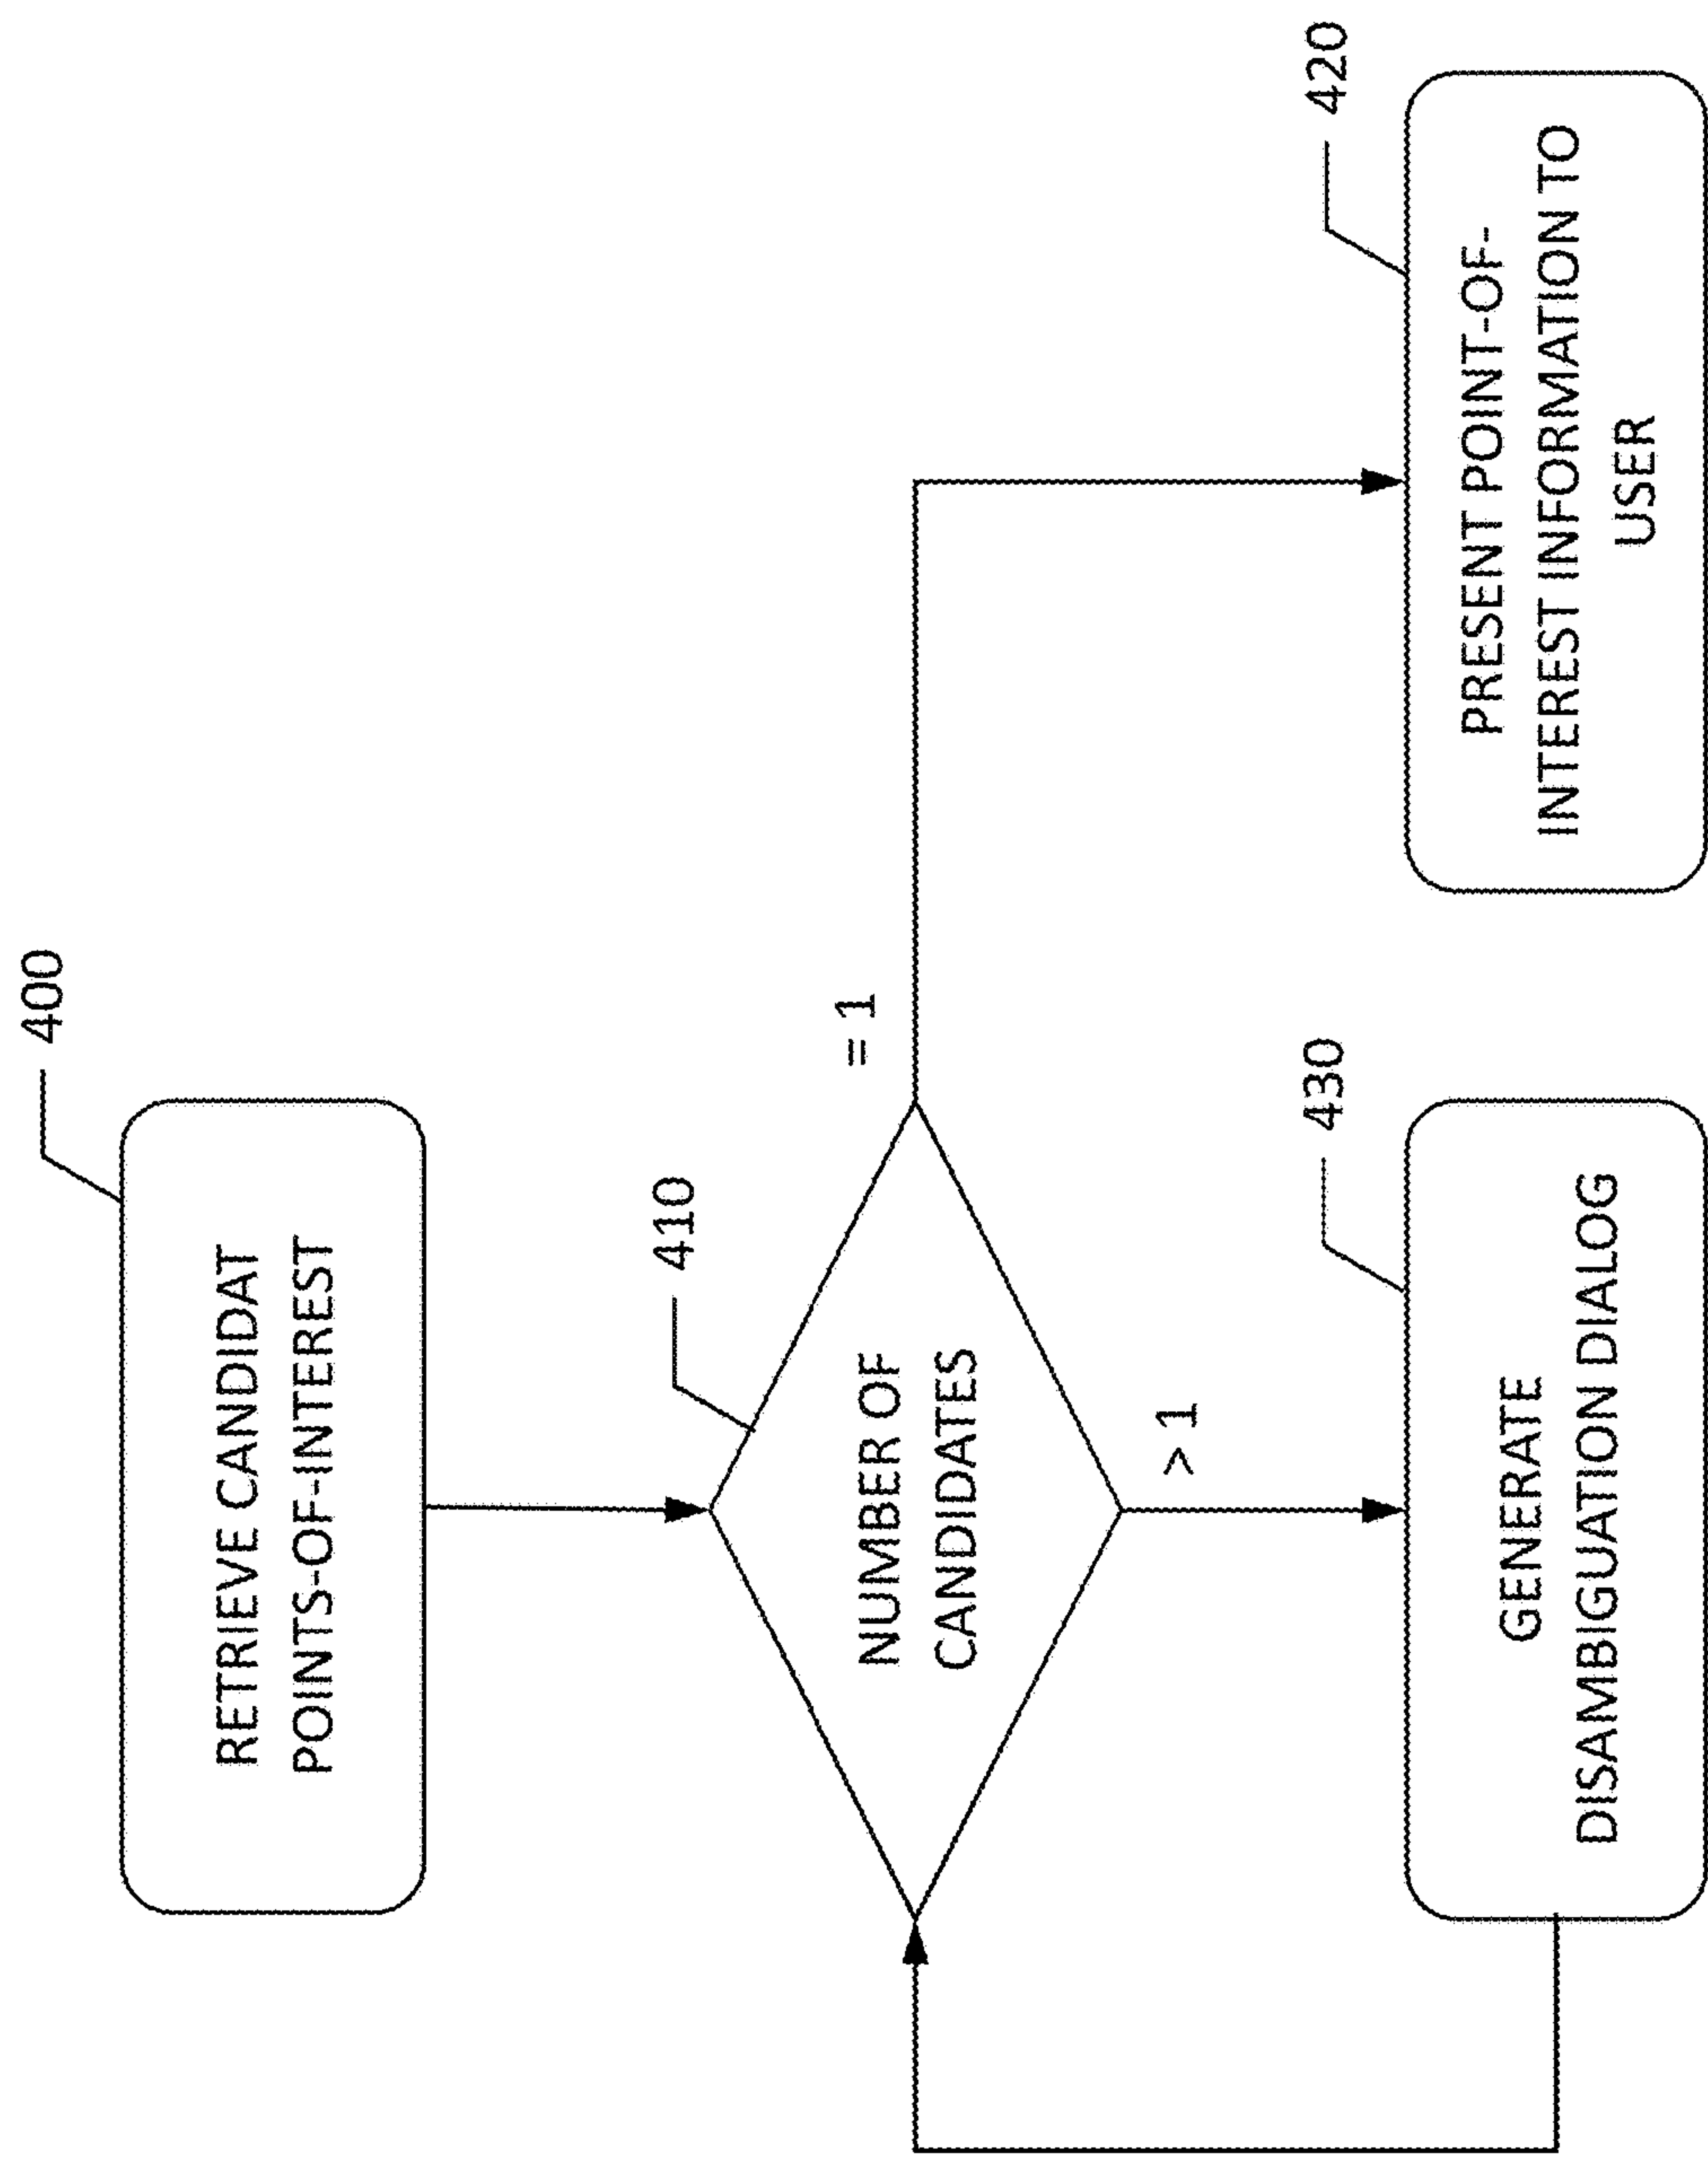 400
RETRIEVE CANDIDAT
POINTS-OF-INTEREST
410
NUMBER OF
CANDIDATES
= 1
> 1
430
GENERATE
DISAMBIGUATION DIALOG
420
PRESENT POINT-OF-
INTEREST INFORMATION TO
USER